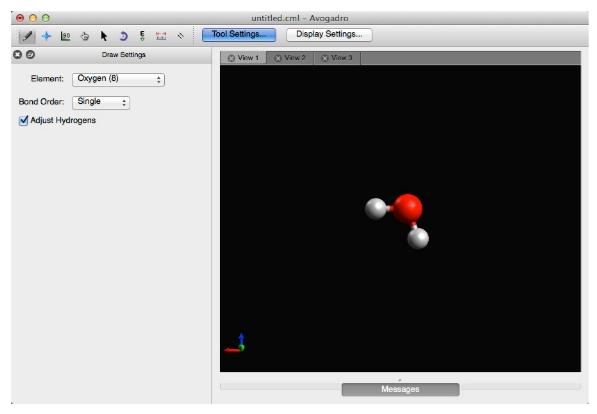 untitled.cml – Avogadro
Tool Settings... Display Settings...
Draw Settings
View 1 View 2 View 3
Element: Oxygen (8)
Bond Order: Single
Adjust Hydrogens
Messages